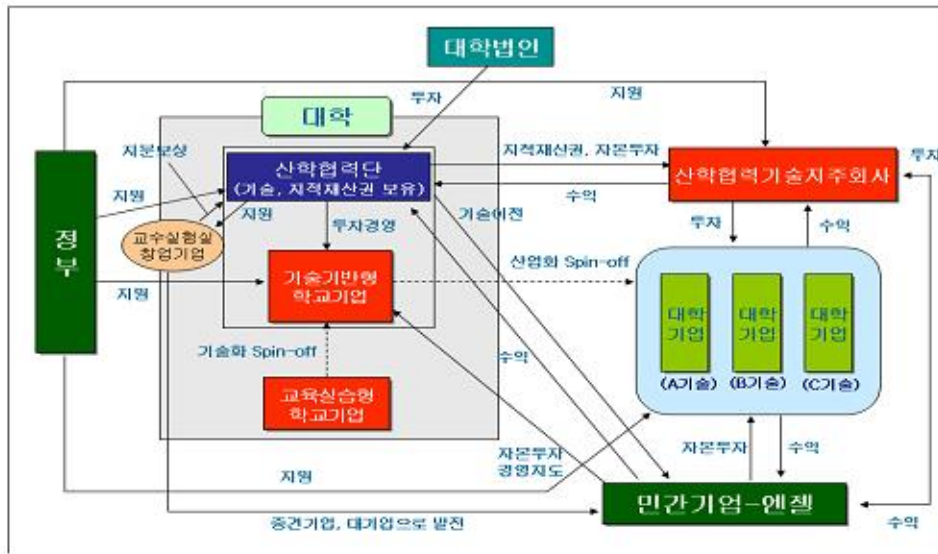 대학법인
투자
지원
대학
지분보상
산학협력단
(기술, 지적재산권 보유)
지적재산권, 자본투자
산학협력기술지주회사
투자
지원
수익
정부
지원
기술이전
교수실험실
창업기업
투자경영
투자
수익
산업화 Spin-off
기술기반형
학교기업
지원
대학
기업
대학
기업
대학
기업
기술화 Spin-off
수익
(A기술)
(B기술)
(C기술)
교육실습형
학교기업
자본투자
경영지도
자본투자
수익
지원
민간기업-엔젤
중견기업, 대기업으로 발전
수익